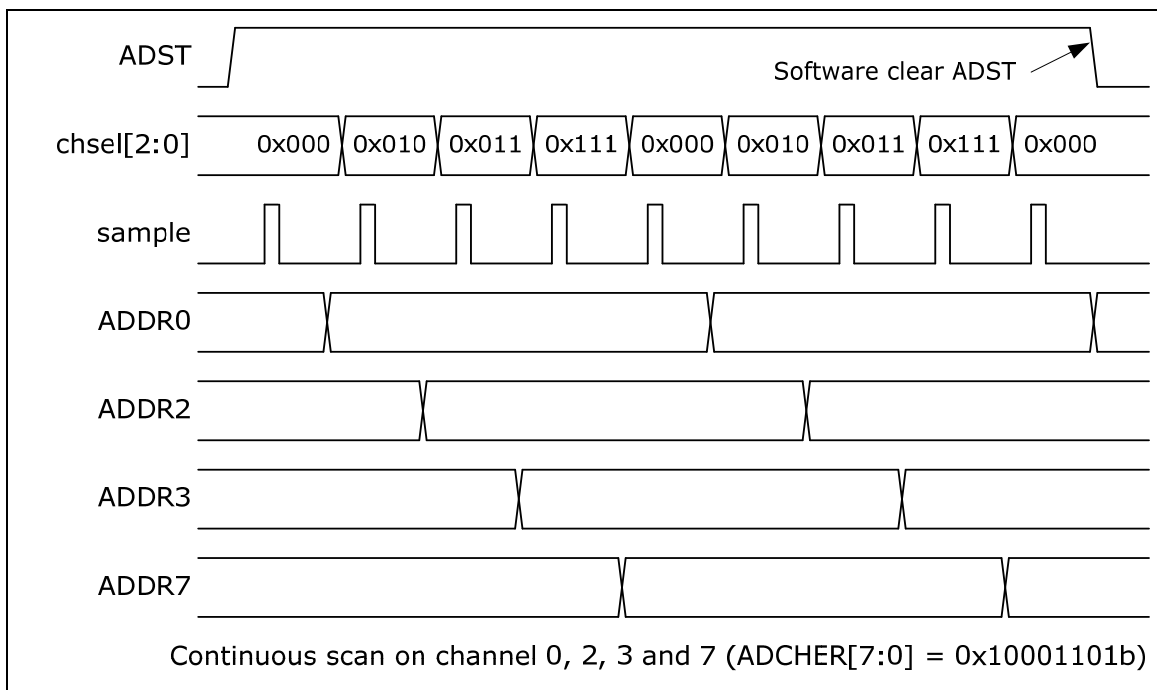 ADST
Software clear ADST
chsel[2:0] 0x000 0x010 0x011 0x111 0x000 0x010 0x011 0x111 0x000
sample
ADDR0
ADDR2
ADDR3
ADDR7
Continuous scan on channel 0, 2, 3 and 7 (ADCHER[7:0] = 0x10001101b)